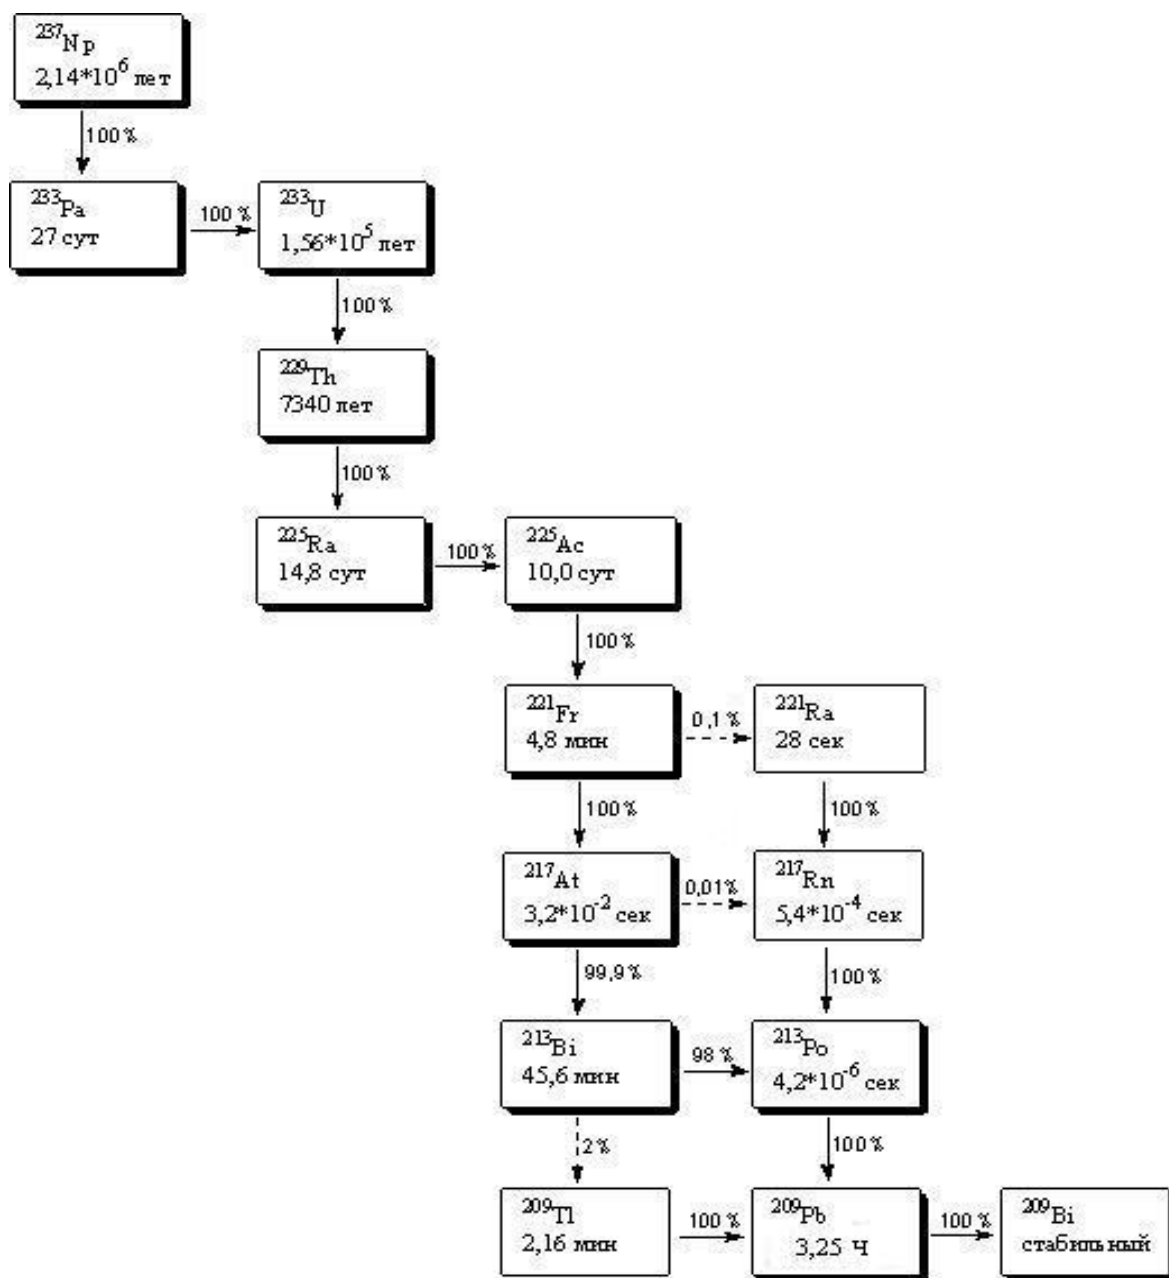 ²³⁷Np
2,14*10⁶ лет
100 %
²³³Pa
27 сут
100 %
²³³U
1,56*10⁵ лет
100 %
²²⁹Th
7340 лет
100 %
²²⁵Ra
14,8 сут
100 %
²²⁵Ac
10,0 сут
100 %
²²¹Fr
4,8 мин
0,1 %
²²¹Ra
28 сек
100 %
100 %
²¹⁷At
3,2*10⁻² сек
0,01%
²¹⁷Rn
5,4*10⁻⁴ сек
99,9 %
100 %
²¹³Bi
45,6 мин
98 %
²¹³Po
4,2*10⁻⁶ сек
2 %
100 %
²⁰⁹Tl
2,16 мин
100 %
²⁰⁹Pb
3,25 Ч
100 %
²⁰⁹Bi
стабильный